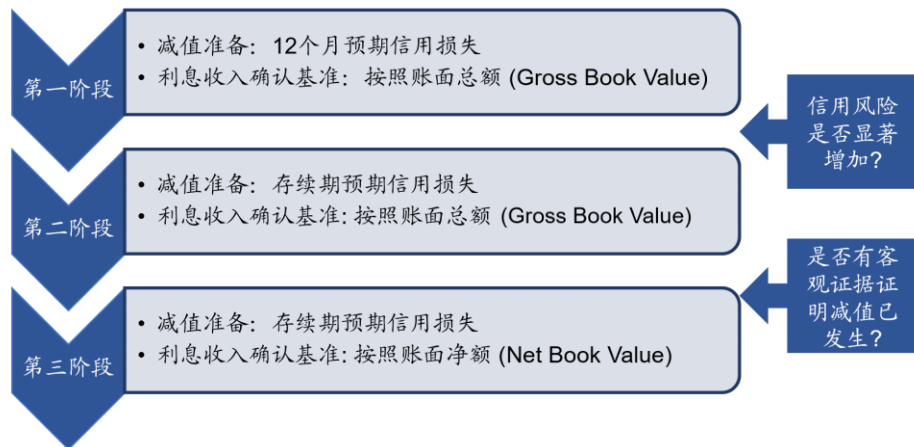 第一阶段
• 减值准备：12个月预期信用损失
• 利息收入确认基准：按照账面总额 (Gross Book Value)
信用风险
是否显著
增加?
第二阶段
• 减值准备：存续期预期信用损失
• 利息收入确认基准: 按照账面总额 (Gross Book Value)
是否有客
观证据证
明减值已
发生?
第三阶段
• 减值准备：存续期预期信用损失
• 利息收入确认基准: 按照账面净额 (Net Book Value)